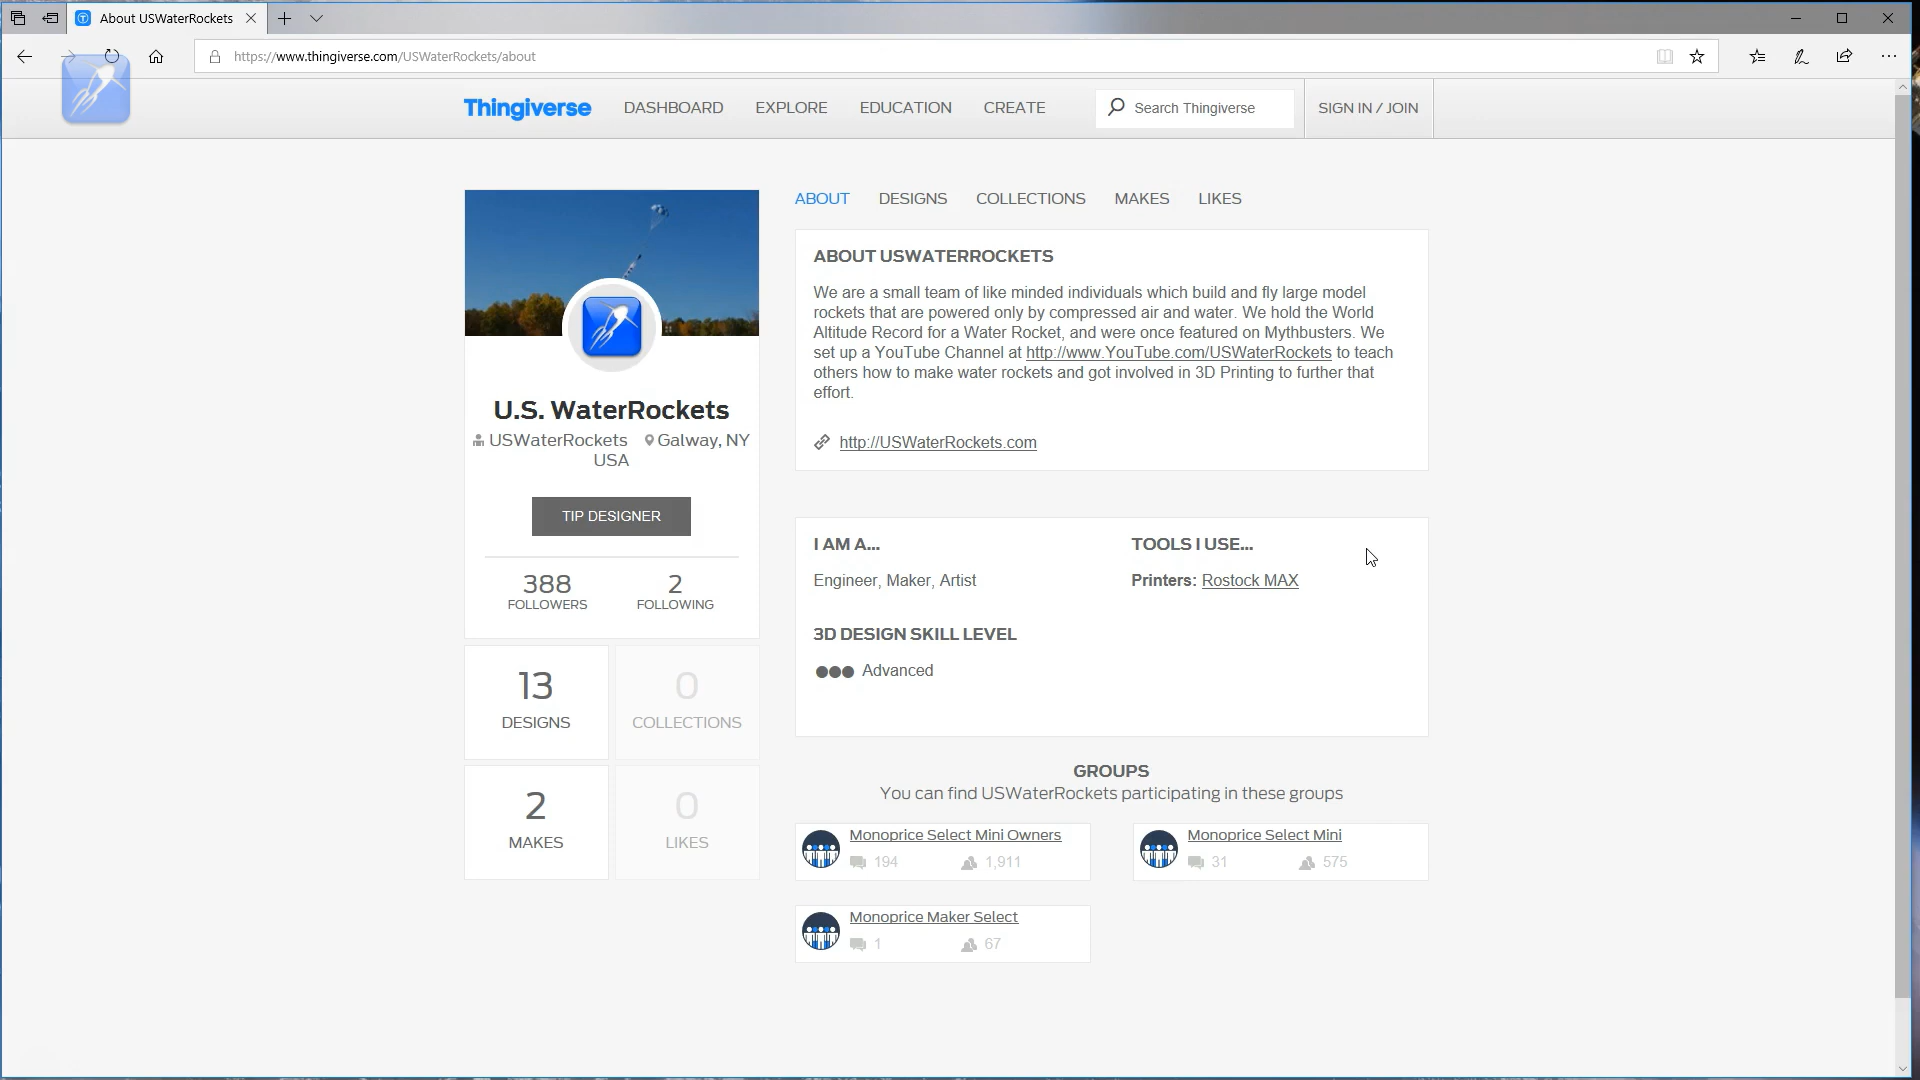 About USWaterRockets
https://www.thingiverse.com/USWaterRockets/about
Thingiverse
DASHBOARD
EXPLORE
EDUCATION
CREATE
Search Thingiverse
SIGN IN / JOIN
U.S. WaterRockets
USWaterRockets Galway, NY
USA
TIP DESIGNER
388
FOLLOWERS
2
FOLLOWING
13
DESIGNS
0
COLLECTIONS
2
MAKES
0
LIKES
ABOUT
DESIGNS
COLLECTIONS
MAKES
LIKES
ABOUT USWATERROCKETS
We are a small team of like minded individuals which build and fly large model
rockets that are powered only by compressed air and water. We hold the World
Altitude Record for a Water Rocket, and were once featured on Mythbusters. We
set up a YouTube Channel at http://www.YouTube.com/USWaterRockets to teach
others how to make water rockets and got involved in 3D Printing to further that
effort.
http://USWaterRockets.com
I AM A...
Engineer, Maker, Artist
TOOLS I USE...
Printers: Rostock MAX
3D DESIGN SKILL LEVEL
Advanced
GROUPS
You can find USWaterRockets participating in these groups
Monoprice Select Mini Owners
194 1,911
Monoprice Select Mini
31 575
Monoprice Maker Select
1 67